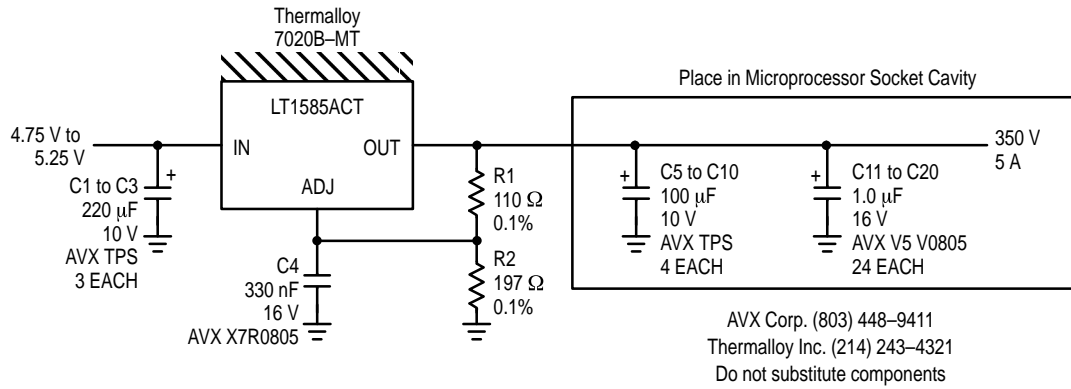 Thermalloy
7020B–MT
Place in Microprocessor Socket Cavity
LT1585ACT
4.75 V to
5.25 V
IN
OUT
ADJ
350 V
5 A
+
C1 to C3
220 µF
10 V
AVX TPS
3 EACH
R1
110 Ω
0.1%
+
C5 to C10
100 µF
10 V
AVX TPS
4 EACH
+
C11 to C20
1.0 µF
16 V
AVX V5 V0805
24 EACH
C4
330 nF
16 V
AVX X7R0805
R2
197 Ω
0.1%
AVX Corp. (803) 448–9411
Thermalloy Inc. (214) 243–4321
Do not substitute components